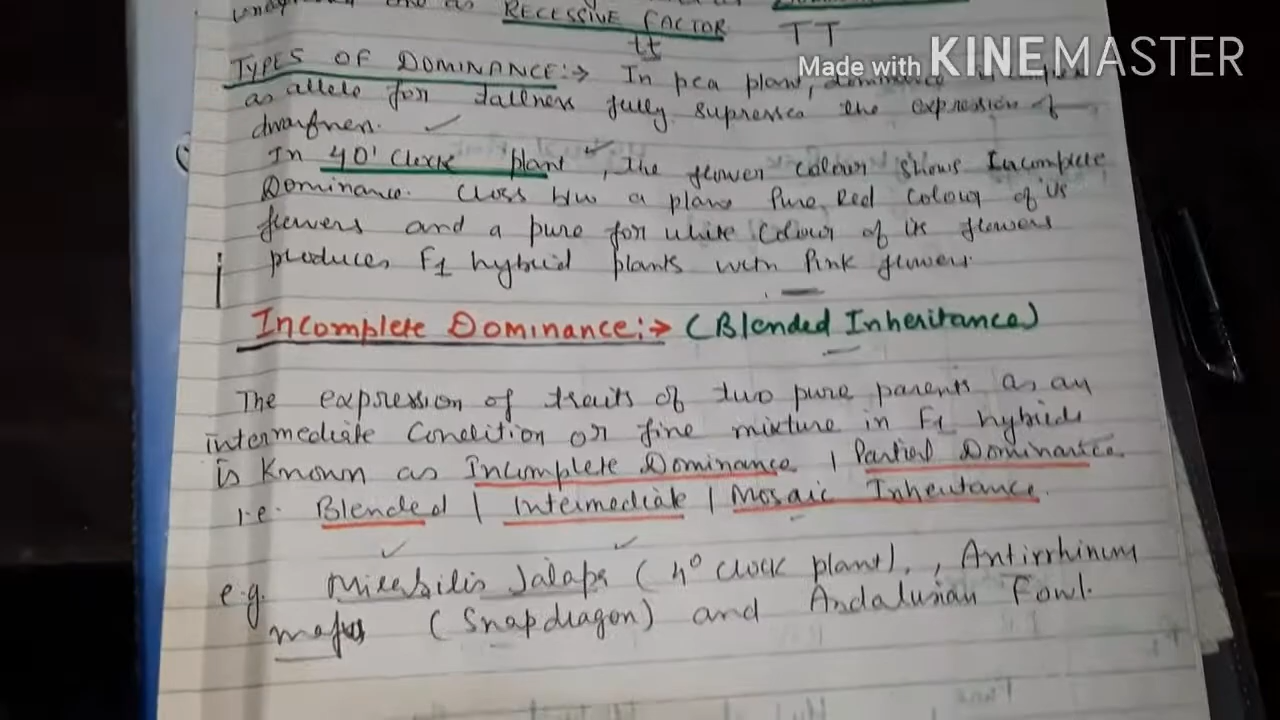 as RECESSIVE FACTOR TT
tt
Made with KINEMASTER
TYPES OF DOMINANCE:→ In pea plant, dominance
as allele for tallness fully supresses the expression of
dwarfness.
In 40' Clock plant, the flower colour shows Incomplete
Dominance. Cross b/w a plant Pure Red Colour of its
flowers and a pure for white Colour of its flowers
produces F1 hybrid plants with Pink flowers.
Incomplete Dominance:→ (Blended Inheritance)
The expression of traits of two pure parents as an
intermediate Condition or fine mixture in F1 hybrids
is known as Incomplete Dominance | Partial Dominance
i.e. Blended | Intermediate | Mosaic Inheritance.
e.g. Mirabilis Jalapa (4° Clock plant)., Antirrhinum
majus (Snapdragon) and Andalusian Fowl.